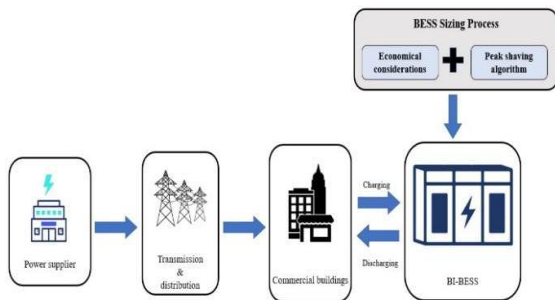 BESS Sizing Process
Economical
considerations
Peak shaving
algorithm
Power supplier
Transmission
&
distribution
Commercial buildings
Charging
Discharging
BI-BESS